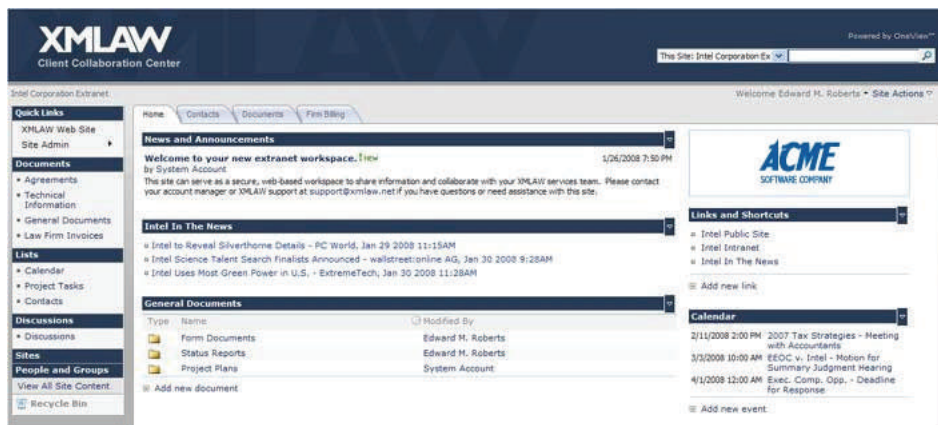 XMLAW
Client Collaboration Center
Powered by OneView™
This Site: Intel Corporation Ex
Intel Corporation Extranet
Welcome Edward M. Roberts
Site Actions
Quick Links
XMLAW Web Site
Site Admin
Documents
Agreements
Technical
Information
General Documents
Law Firm Invoices
Lists
Calendar
Project Tasks
Contacts
Discussions
Discussions
Sites
People and Groups
View All Site Content
Recycle Bin
Home
Contacts
Documents
Firm Billing
News and Announcements
Welcome to your new extranet workspace. ! new
1/26/2008 7:50 PM
by System Account
This site can serve as a secure, web-based workspace to share information and collaborate with your XMLAW services team. Please contact
your account manager or XMLAW support at support@xmlaw.net if you have questions or need assistance with this site.
Intel In The News
Intel to Reveal Silverthorne Details - PC World, Jan 29 2008 11:15AM
Intel Science Talent Search Finalists Announced - wallstreet:online AG, Jan 30 2008 9:28AM
Intel Uses Most Green Power in U.S. - ExtremeTech, Jan 30 2008 11:28AM
General Documents
Type Name Modified By
Form Documents Edward M. Roberts
Status Reports Edward M. Roberts
Project Plans System Account
Add new document
ACME
SOFTWARE COMPANY
Links and Shortcuts
Intel Public Site
Intel Intranet
Intel In The News
Add new link
Calendar
2/11/2008 2:00 PM 2007 Tax Strategies - Meeting
with Accountants
3/3/2008 10:00 AM EEOC v. Intel - Motion for
Summary Judgment Hearing
4/1/2008 12:00 AM Exec. Comp. Opp. - Deadline
for Response
Add new event